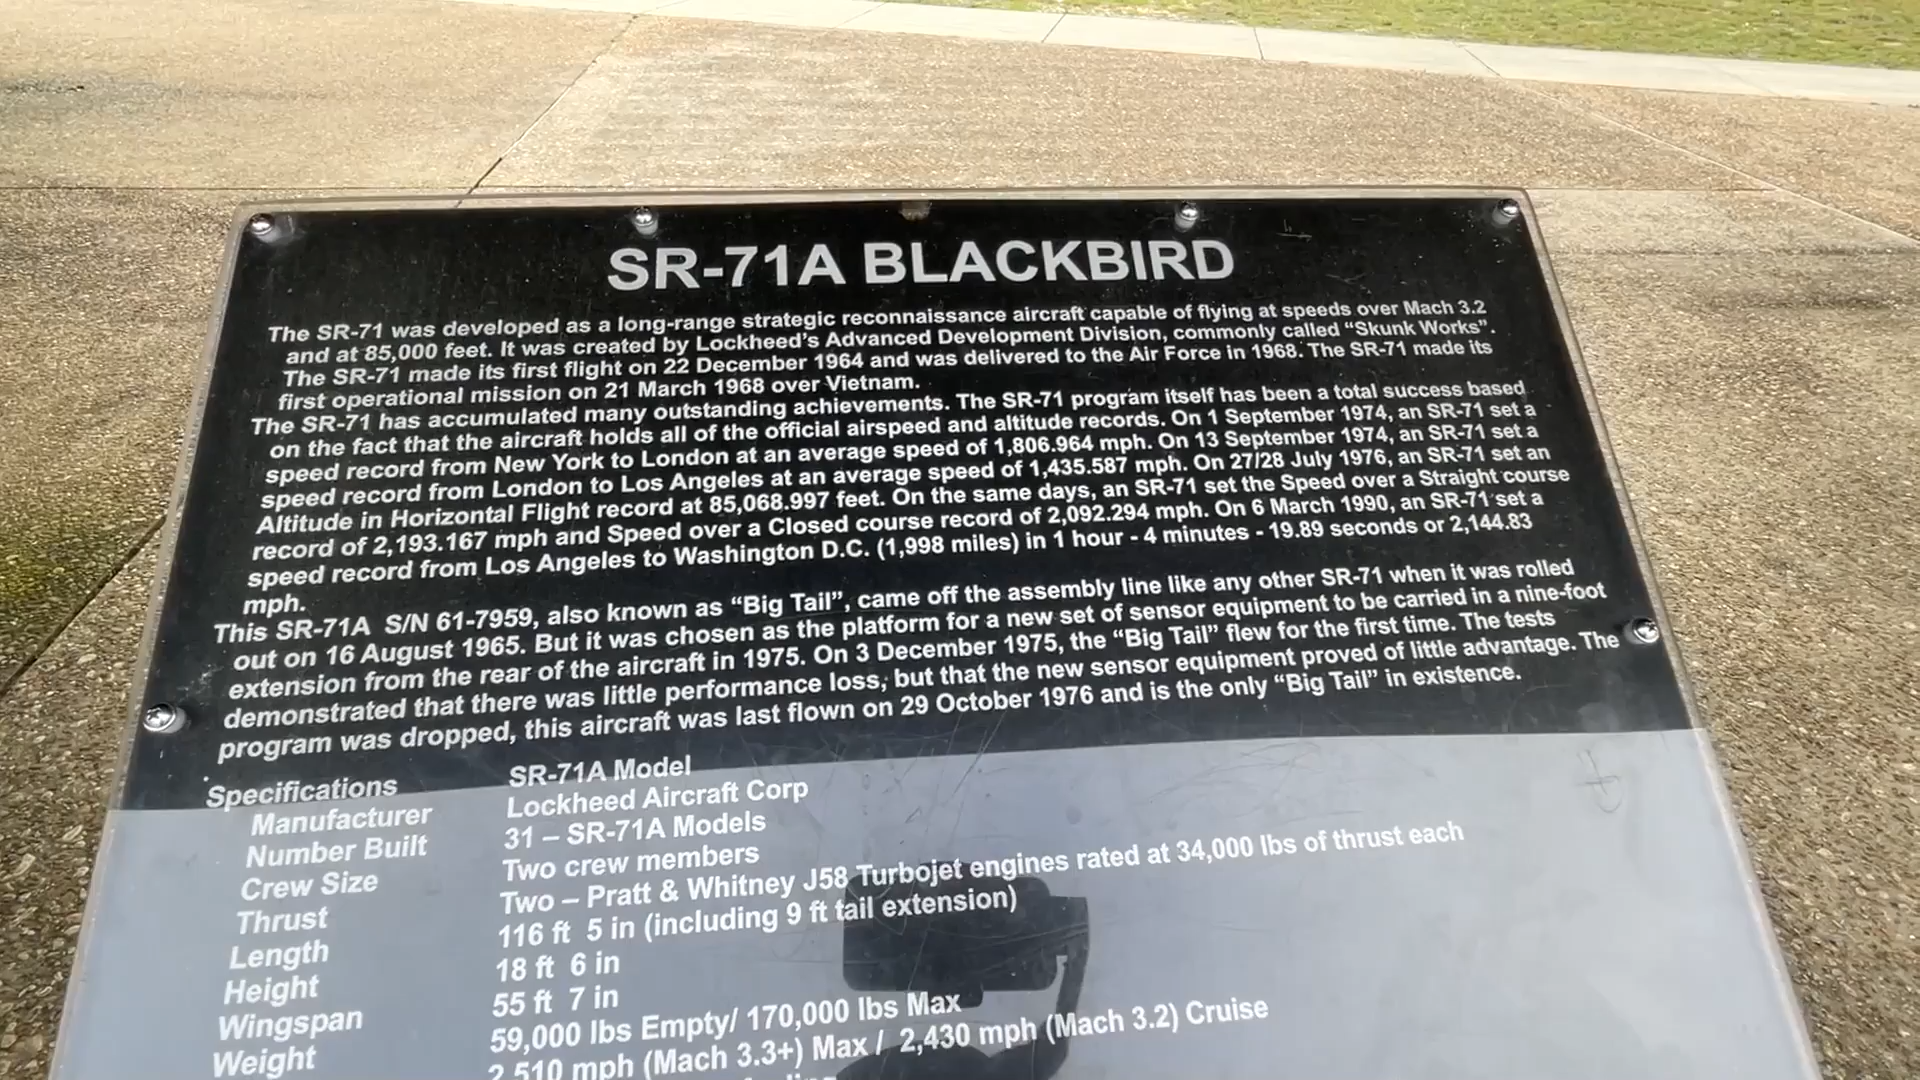 SR-71A BLACKBIRD
The SR-71 was developed as a long-range strategic reconnaissance aircraft capable of flying at speeds over Mach 3.2
and at 85,000 feet. It was created by Lockheed's Advanced Development Division, commonly called “Skunk Works”.
The SR-71 made its first flight on 22 December 1964 and was delivered to the Air Force in 1968. The SR-71 made its
first operational mission on 21 March 1968 over Vietnam.
The SR-71 has accumulated many outstanding achievements. The SR-71 program itself has been a total success based
on the fact that the aircraft holds all of the official airspeed and altitude records. On 1 September 1974, an SR-71 set a
speed record from New York to London at an average speed of 1,806.964 mph. On 13 September 1974, an SR-71 set a
speed record from London to Los Angeles at an average speed of 1,435.587 mph. On 27/28 July 1976, an SR-71 set an
Altitude in Horizontal Flight record at 85,068.997 feet. On the same days, an SR-71 set the Speed over a Straight course
record of 2,193.167 mph and Speed over a Closed course record of 2,092.294 mph. On 6 March 1990, an SR-71 set a
speed record from Los Angeles to Washington D.C. (1,998 miles) in 1 hour - 4 minutes - 19.89 seconds or 2,144.83
mph.
This SR-71A S/N 61-7959, also known as “Big Tail”, came off the assembly line like any other SR-71 when it was rolled
out on 16 August 1965. But it was chosen as the platform for a new set of sensor equipment to be carried in a nine-foot
extension from the rear of the aircraft in 1975. On 3 December 1975, the “Big Tail” flew for the first time. The tests
demonstrated that there was little performance loss, but that the new sensor equipment proved of little advantage. The
program was dropped, this aircraft was last flown on 29 October 1976 and is the only “Big Tail” in existence.
Specifications SR-71A Model
Manufacturer Lockheed Aircraft Corp
Number Built 31 – SR-71A Models
Crew Size Two crew members
Thrust Two – Pratt & Whitney J58 Turbojet engines rated at 34,000 lbs of thrust each
Length 116 ft 5 in (including 9 ft tail extension)
Height 18 ft 6 in
Wingspan 55 ft 7 in
Weight 59,000 lbs Empty/ 170,000 lbs Max
2,510 mph (Mach 3.3+) Max / 2,430 mph (Mach 3.2) Cruise